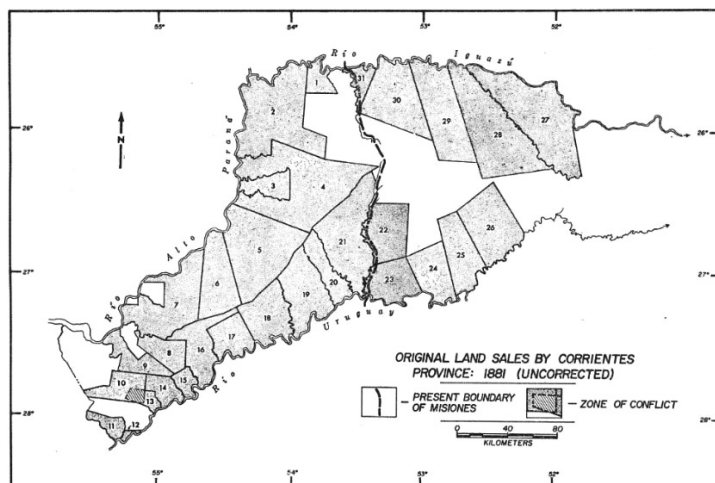 55° 54° 53° 52°
Río Iguazú
1 31
30
2 29 28 27
26° 26°
N
Río Alto Paraná
3 4
22 26
21
5 25
24
6 23
27° 27°
20
7 19
18
17
Río Uruguay
16
8
9
10 14 15
13
11 12
28° 28°
ORIGINAL LAND SALES BY CORRIENTES
PROVINCE: 1881 (UNCORRECTED)
— PRESENT BOUNDARY
OF MISIONES
— ZONE OF CONFLICT
0 40 80
KILOMETERS
55° 54° 53° 52°